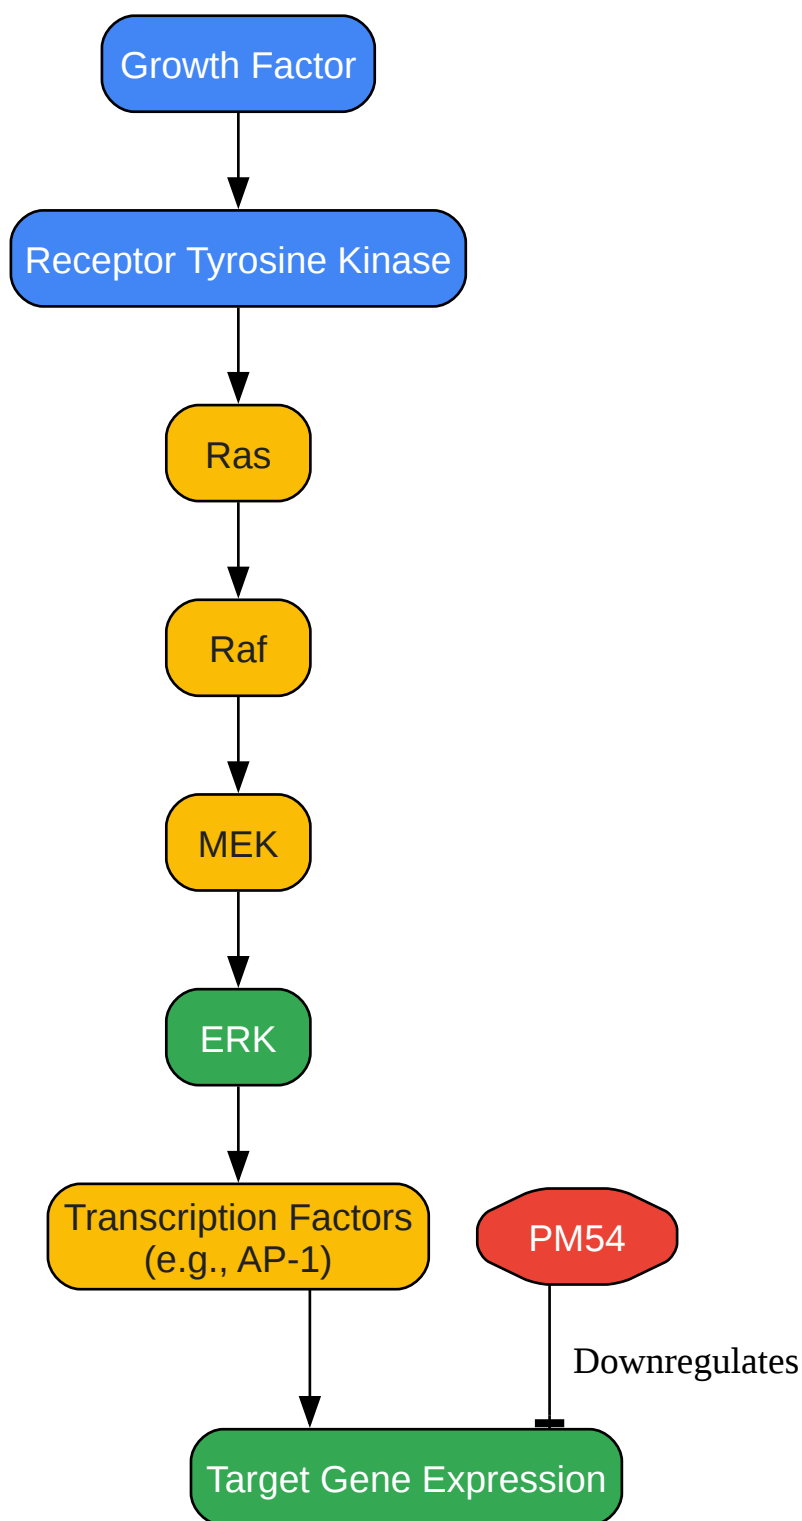 Growth Factor
Receptor Tyrosine Kinase
Ras
Raf
MEK
ERK
Transcription Factors
(e.g., AP-1)
PM54
Downregulates
Target Gene Expression